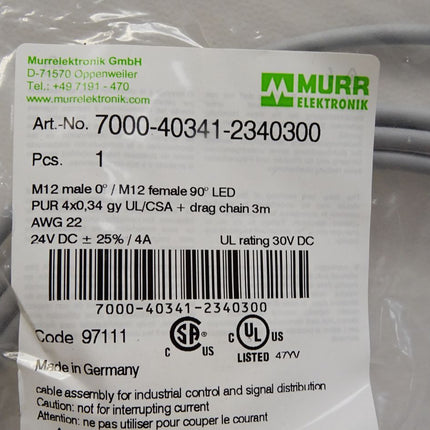 Murrelektronik GmbH
D-71570 Oppenweiler
Tel.: +49 7191 - 470
www.murrelektronik.com
MURR
ELEKTRONIK
Art.-No. 7000-40341-2340300
Pcs. 1
M12 male 0° / M12 female 90° LED
PUR 4x0,34 gy UL/CSA + drag chain 3m
AWG 22
24V DC ± 25% / 4A UL rating 30V DC
7000-40341-2340300
Code 97111
C SA ® C US
C UL ® US
LISTED 47YV
Made in Germany
cable assembly for industrial control and signal distribution
Caution: not for interrupting current
Attention: ne pas utiliser pour couper le courant